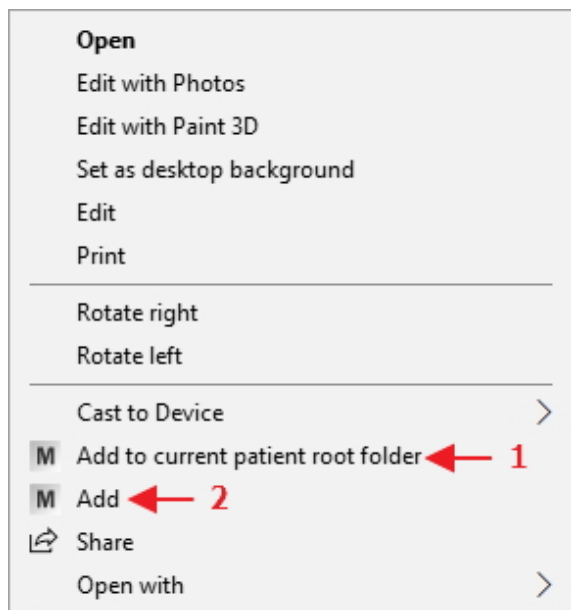 Open
Edit with Photos
Edit with Paint 3D
Set as desktop background
Edit
Print
Rotate right
Rotate left
Cast to Device
M Add to current patient root folder 1
M Add 2
Share
Open with